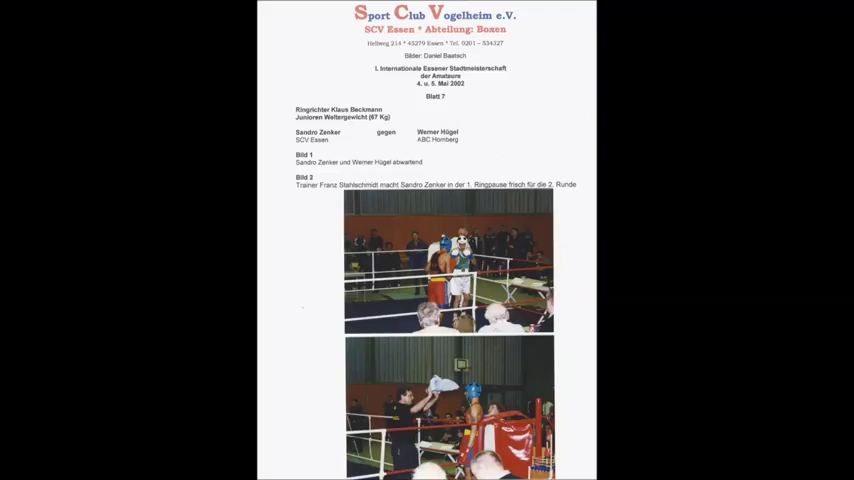 Sport Club Vogelheim e.V.
SCV Essen * Abteilung: Boxen
Hellweg 214 * 45279 Essen * Tel. 0201 – 534327
Bilder: Daniel Baatsch
I. Internationale Essener Stadtmeisterschaft
der Amateure
4. u. 5. Mai 2002
Blatt 7
Ringrichter Klaus Beckmann
Junioren Weltergewicht (67 Kg)
Sandro Zenker gegen Werner Hügel
SCV Essen ABC Homberg
Bild 1
Sandro Zenker und Werner Hügel abwartend
Bild 2
Trainer Franz Stahlschmidt macht Sandro Zenker in der 1. Ringpause frisch für die 2. Runde